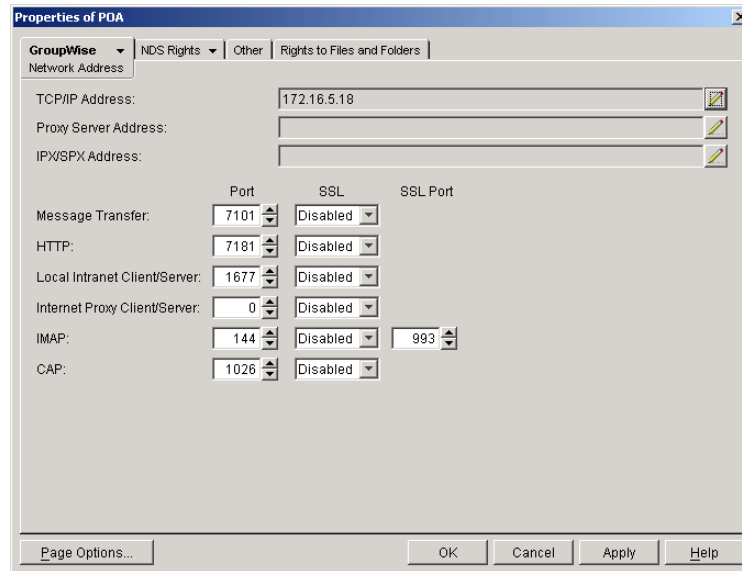 Properties of POA
GroupWise NDS Rights Other Rights to Files and Folders
Network Address
TCP/IP Address: 172.16.5.18
Proxy Server Address:
IPX/SPX Address:
Port SSL SSL Port
Message Transfer: 7101 Disabled
HTTP: 7181 Disabled
Local Intranet Client/Server: 1677 Disabled
Internet Proxy Client/Server: 0 Disabled
IMAP: 144 Disabled 993
CAP: 1026 Disabled
Page Options... OK Cancel Apply Help